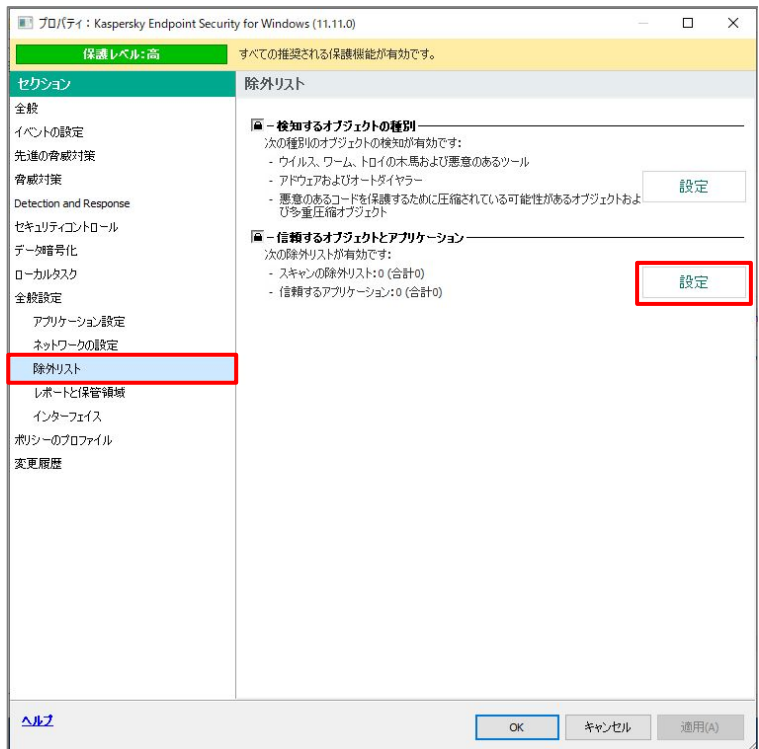 プロパティ：Kaspersky Endpoint Security for Windows (11.11.0)
保護レベル：高
すべての推奨される保護機能が有効です。
セクション
全般
イベントの設定
先進の脅威対策
脅威対策
Detection and Response
セキュリティコントロール
データ暗号化
ローカルタスク
全般設定
アプリケーション設定
ネットワークの設定
除外リスト
レポートと保管領域
インターフェイス
ポリシーのプロファイル
変更履歴
除外リスト
検知するオブジェクトの種別
次の種別のオブジェクトの検知が有効です：
- ウイルス、ワーム、トロイの木馬および悪意のあるツール
- アドウェアおよびオートダイヤラー
- 悪意のあるコードを保護するために圧縮されている可能性があるオブジェクトおよ
び多重圧縮オブジェクト
設定
信頼するオブジェクトとアプリケーション
次の除外リストが有効です：
- スキャンの除外リスト：0 (合計0)
- 信頼するアプリケーション：0 (合計0)
設定
ヘルプ
OK
キャンセル
適用(A)